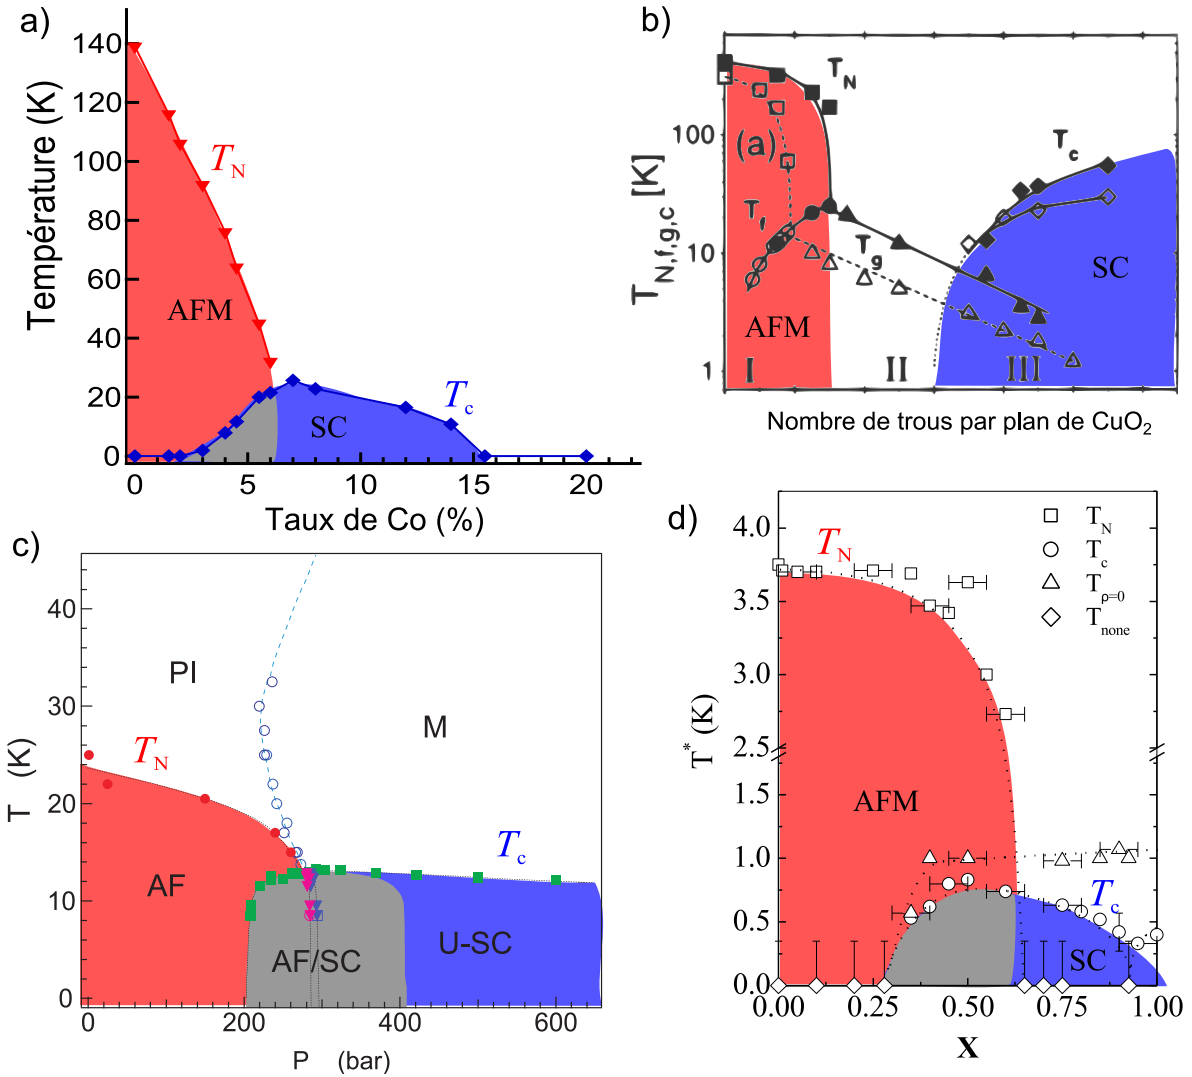 a)
140
120
100
80
60
40
20
0
Température (K)
T_N
AFM
T_c
SC
0 5 10 15 20
Taux de Co (%)
b)
100
10
1
T_N,f,g,c [K]
T_N
(a)
T_c
T_f
T_g
SC
AFM
I II III
Nombre de trous par plan de CuO₂
c)
40
30
20
10
0
T (K)
PI
M
T_N
T_c
AF
U-SC
AF/SC
0 200 400 600
P (bar)
d)
4.0
3.5
3.0
2.5
1.5
1.0
0.5
0.0
T* (K)
T_N
T_N
T_c
T_ρ=0
T_none
AFM
T_c
SC
0.00 0.25 0.50 0.75 1.00
X